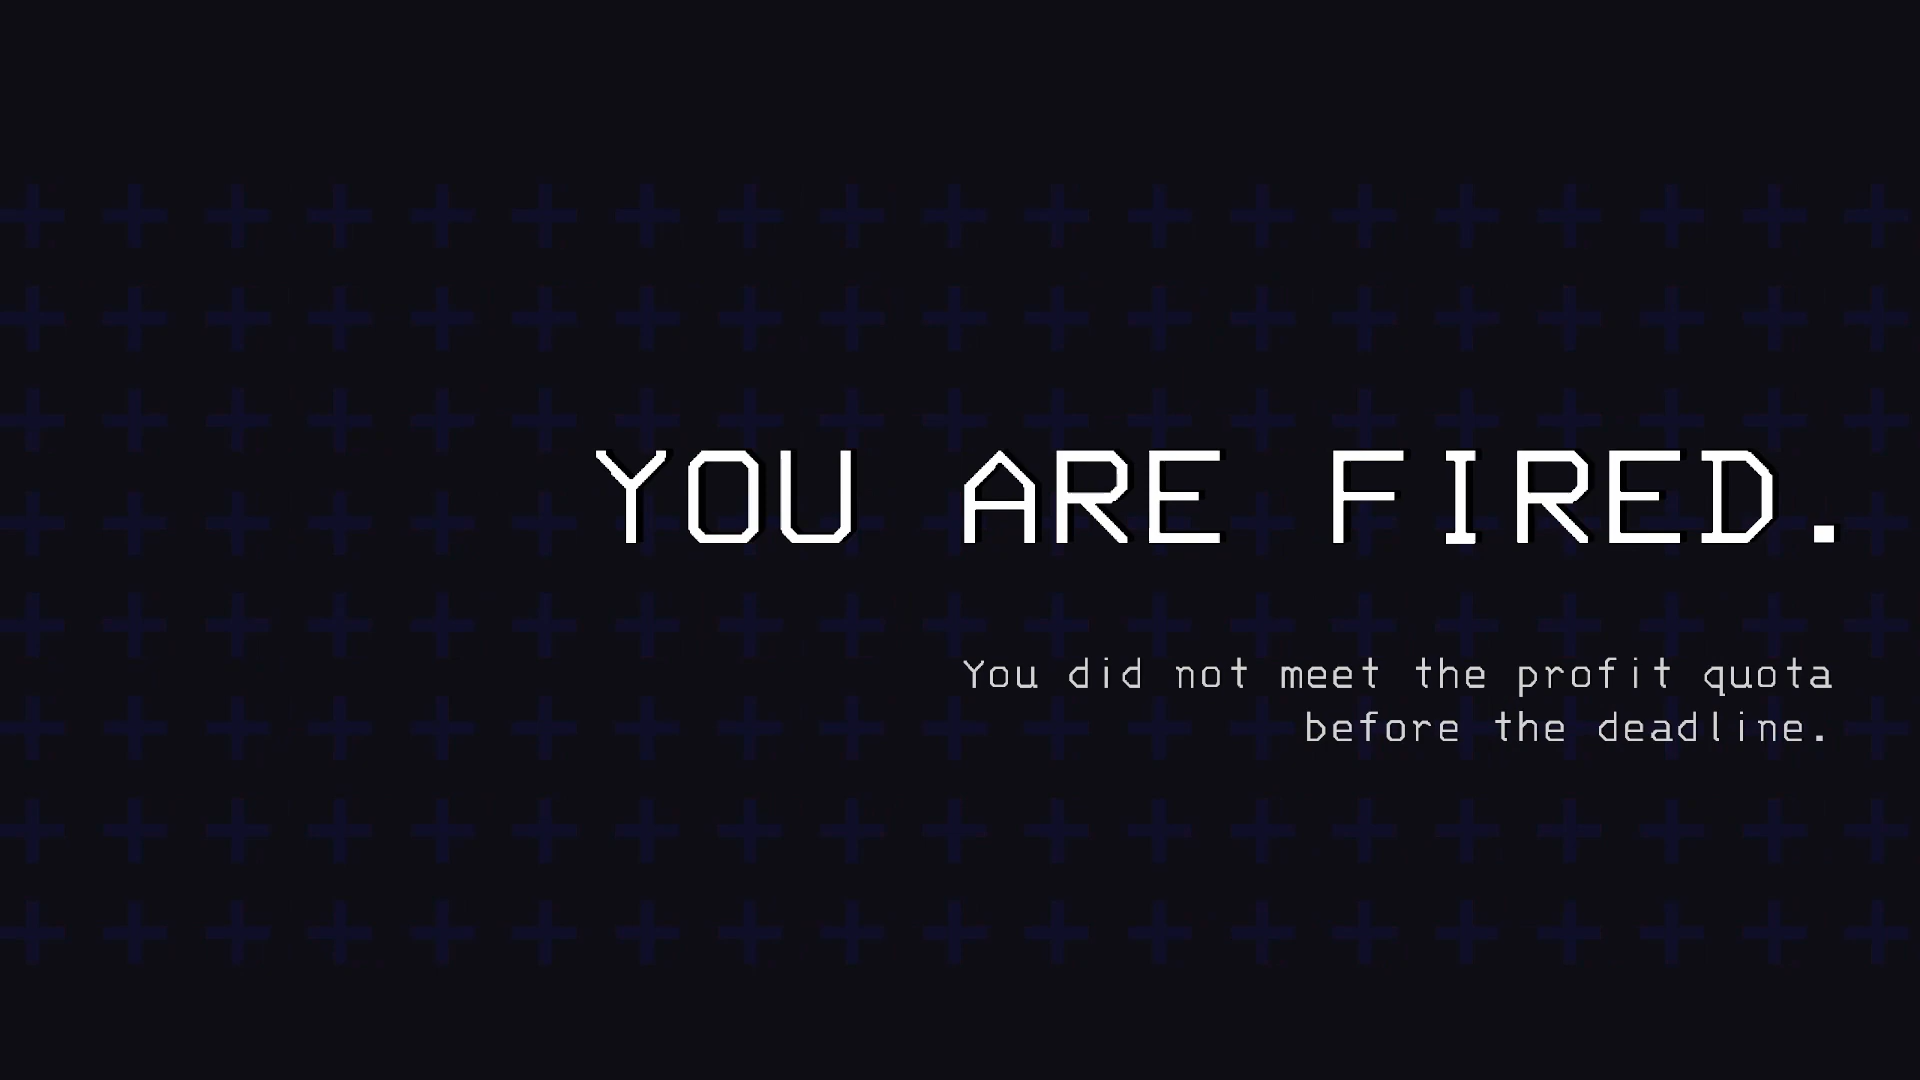 YOU ARE FIRED.
You did not meet the profit quota
before the deadline.